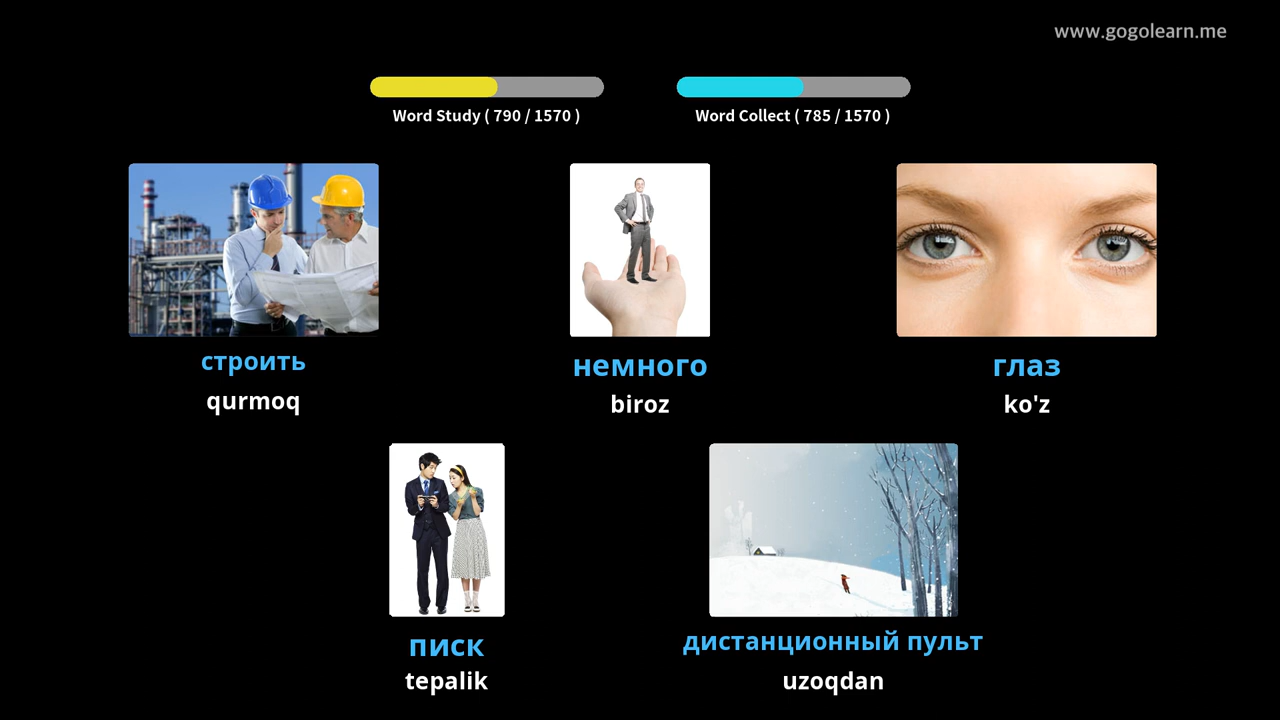 www.gogolearn.me
Word Study ( 790 / 1570 )
Word Collect ( 785 / 1570 )
строить
qurmoq
немного
biroz
глаз
ko'z
писк
tepalik
дистанционный пульт
uzoqdan